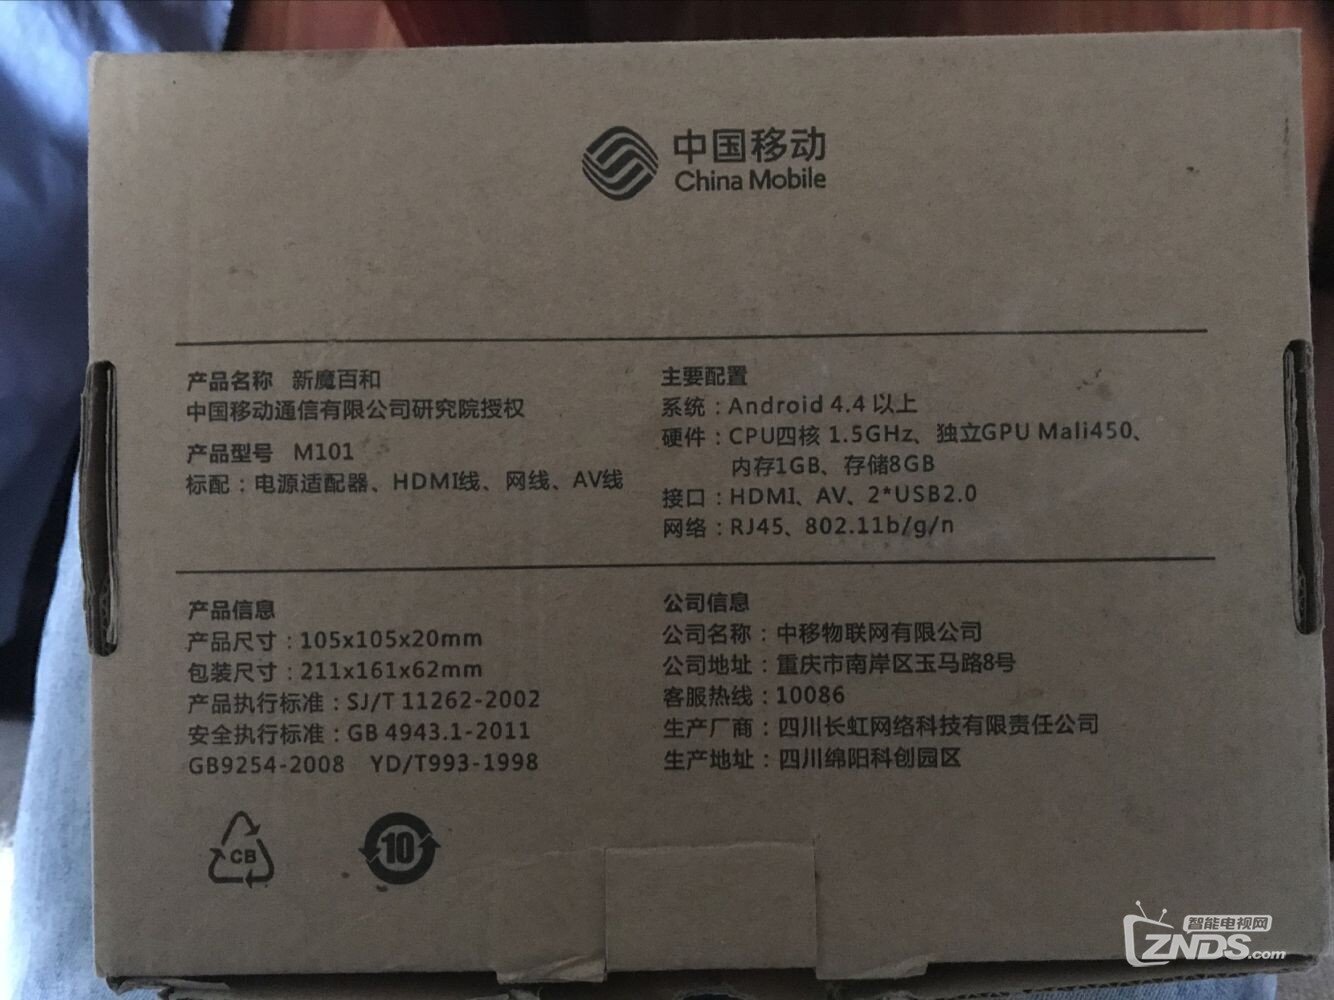 中国移动
China Mobile
产品名称 新魔百和
中国移动通信有限公司研究院授权
产品型号 M101
标配：电源适配器、HDMI线、网线、AV线
主要配置
系统：Android 4.4 以上
硬件：CPU四核 1.5GHz、独立GPU Mali450、
内存1GB、存储8GB
接口：HDMI、AV、2*USB2.0
网络：RJ45、802.11b/g/n
产品信息
产品尺寸：105x105x20mm
包装尺寸：211x161x62mm
产品执行标准：SJ/T 11262-2002
安全执行标准：GB 4943.1-2011
GB9254-2008 YD/T993-1998
公司信息
公司名称：中移物联网有限公司
公司地址：重庆市南岸区玉马路8号
客服热线：10086
生产厂商：四川长虹网络科技有限责任公司
生产地址：四川绵阳科创园区
CB
10
智能电视网
ZNDS.com